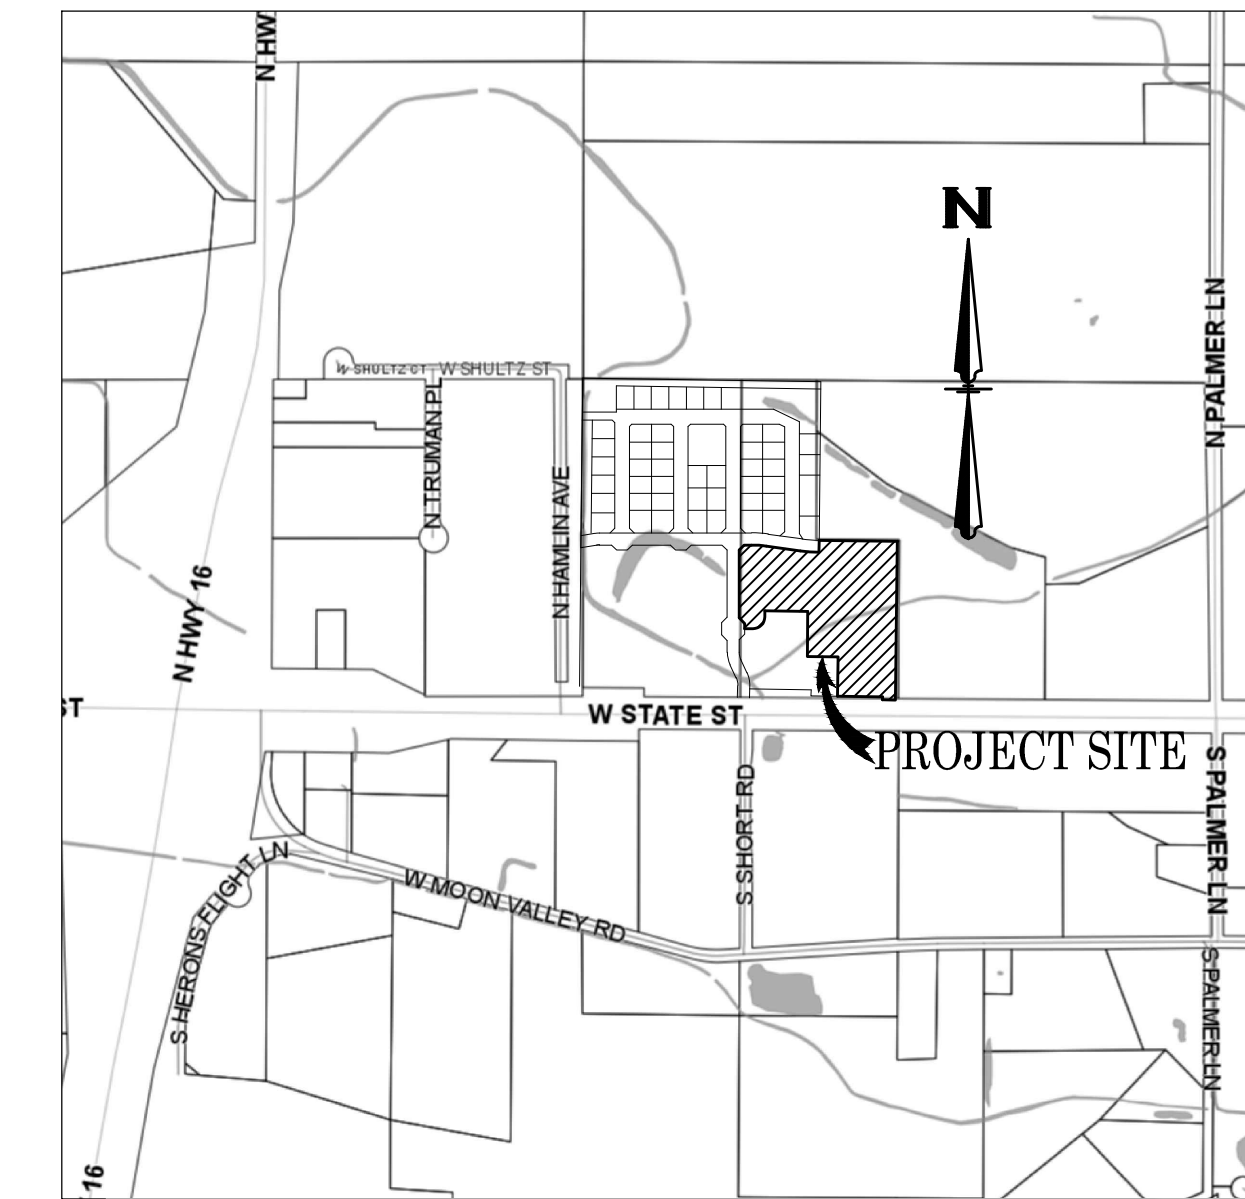 N HW
N
N PALMER LN
W SHULTZ CT
W SHULTZ ST
N TRUMAN PL
N HAMLIN AVE
N HWY 16
ST
W STATE ST
PROJECT SITE
S SHORT RD
S PALMER LN
S HERONS FLIGHT LN
W MOON VALLEY RD
S PALMER LN
16